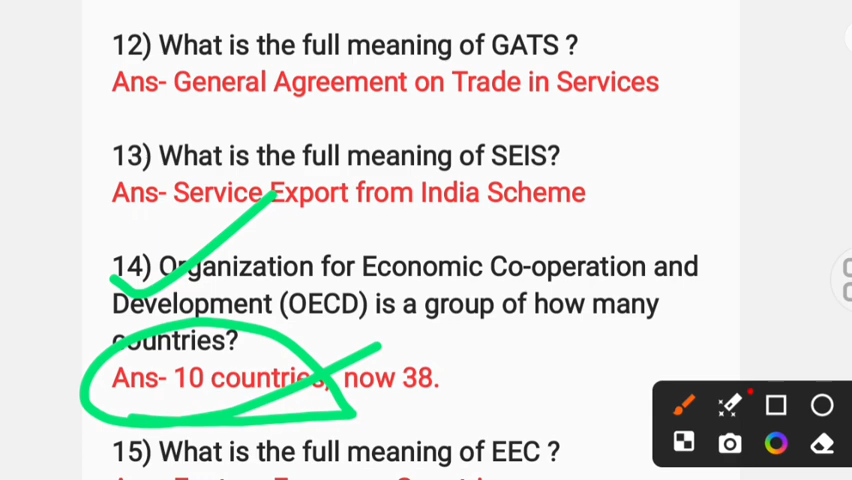 12) What is the full meaning of GATS ?
Ans- General Agreement on Trade in Services
13) What is the full meaning of SEIS?
Ans- Service Export from India Scheme
14) Organization for Economic Co-operation and
Development (OECD) is a group of how many
countries?
Ans- 10 countries, now 38.
15) What is the full meaning of EEC ?